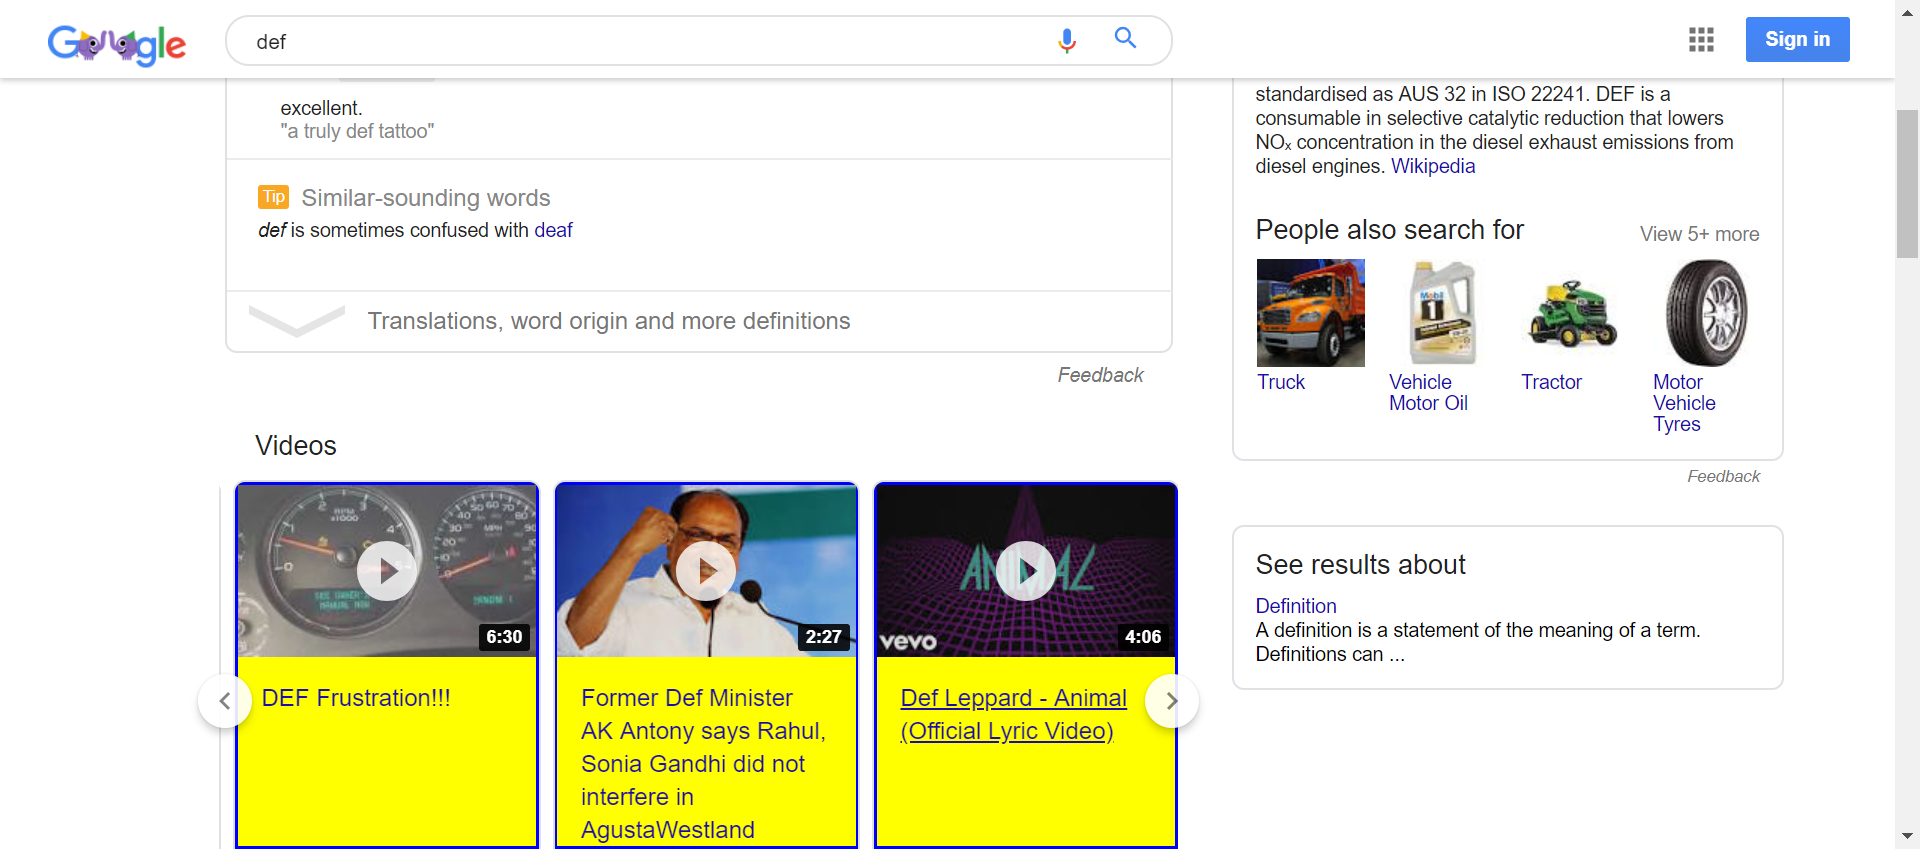 Google
def
Sign in
excellent.
"a truly def tattoo"
Tip Similar-sounding words
def is sometimes confused with deaf
Translations, word origin and more definitions
Feedback
Videos
6:30
DEF Frustration!!!
2:27
Former Def Minister
AK Antony says Rahul,
Sonia Gandhi did not
interfere in
AgustaWestland
ANIMAL
vevo
4:06
Def Leppard - Animal
(Official Lyric Video)
standardised as AUS 32 in ISO 22241. DEF is a
consumable in selective catalytic reduction that lowers
NOₓ concentration in the diesel exhaust emissions from
diesel engines. Wikipedia
People also search for
View 5+ more
Mobil
1
Truck
Vehicle
Motor Oil
Tractor
Motor
Vehicle
Tyres
Feedback
See results about
Definition
A definition is a statement of the meaning of a term.
Definitions can ...